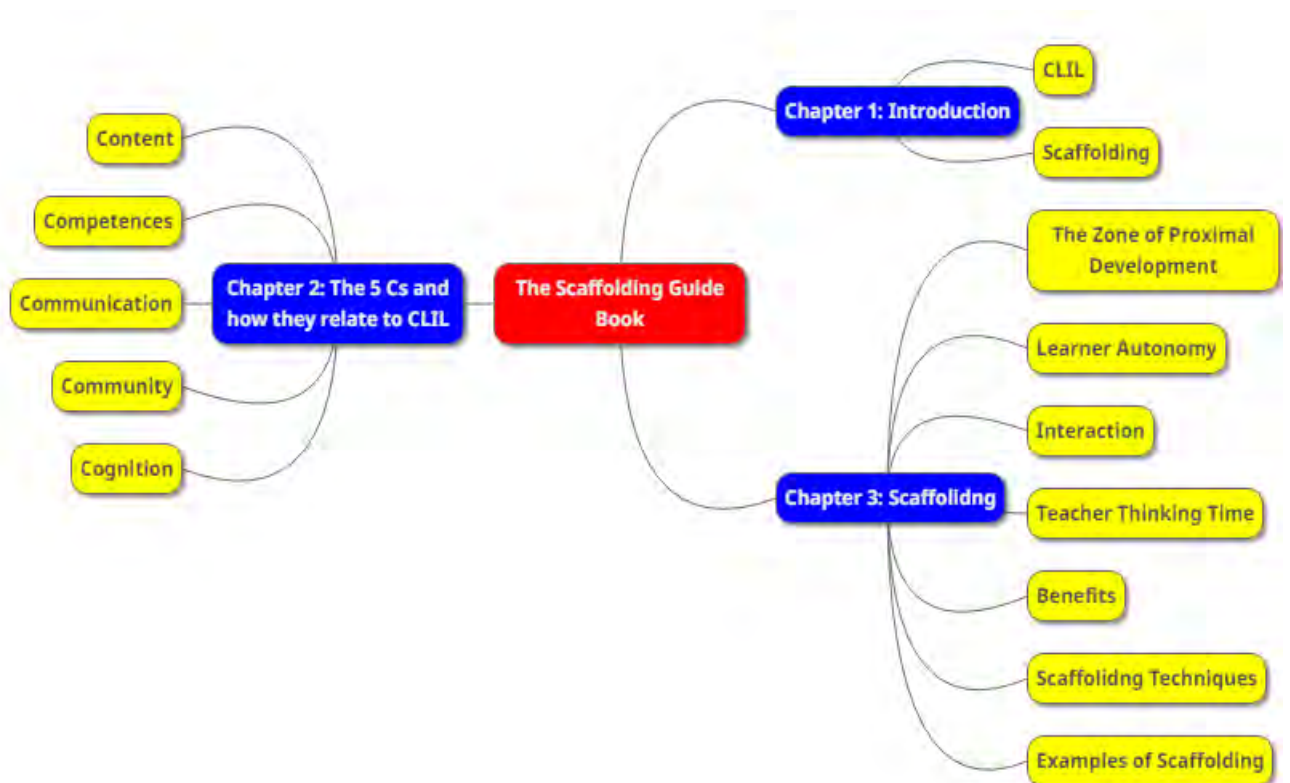 The Scaffolding Guide
Book
Chapter 1: Introduction
CLIL
Scaffolding
Chapter 2: The 5 Cs and
how they relate to CLIL
Content
Competences
Communication
Community
Cognition
Chapter 3: Scaffolidng
The Zone of Proximal
Development
Learner Autonomy
Interaction
Teacher Thinking Time
Benefits
Scaffolidng Techniques
Examples of Scaffolding